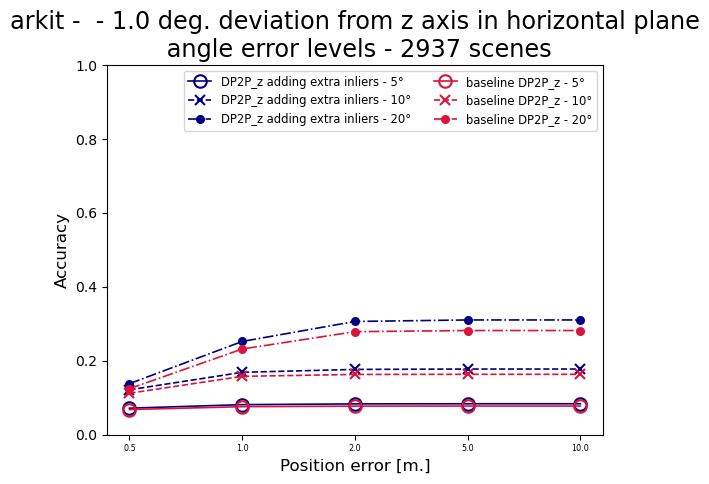 arkit -  - 1.0 deg. deviation from z axis in horizontal plane
angle error levels - 2937 scenes
DP2P_z adding extra inliers - 5°
DP2P_z adding extra inliers - 10°
DP2P_z adding extra inliers - 20°
baseline DP2P_z - 5°
baseline DP2P_z - 10°
baseline DP2P_z - 20°
Accuracy
1.0
0.8
0.6
0.4
0.2
0.0
0.5 1.0 2.0 5.0 10.0
Position error [m.]